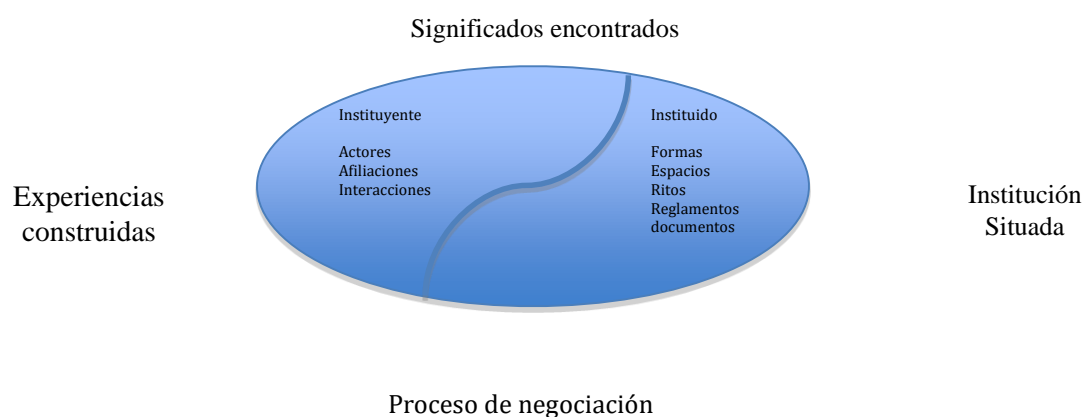 Significados encontrados
Instituyente
Actores
Afiliaciones
Interacciones
Instituido
Formas
Espacios
Ritos
Reglamentos
documentos
Experiencias
construidas
Institución
Situada
Proceso de negociación